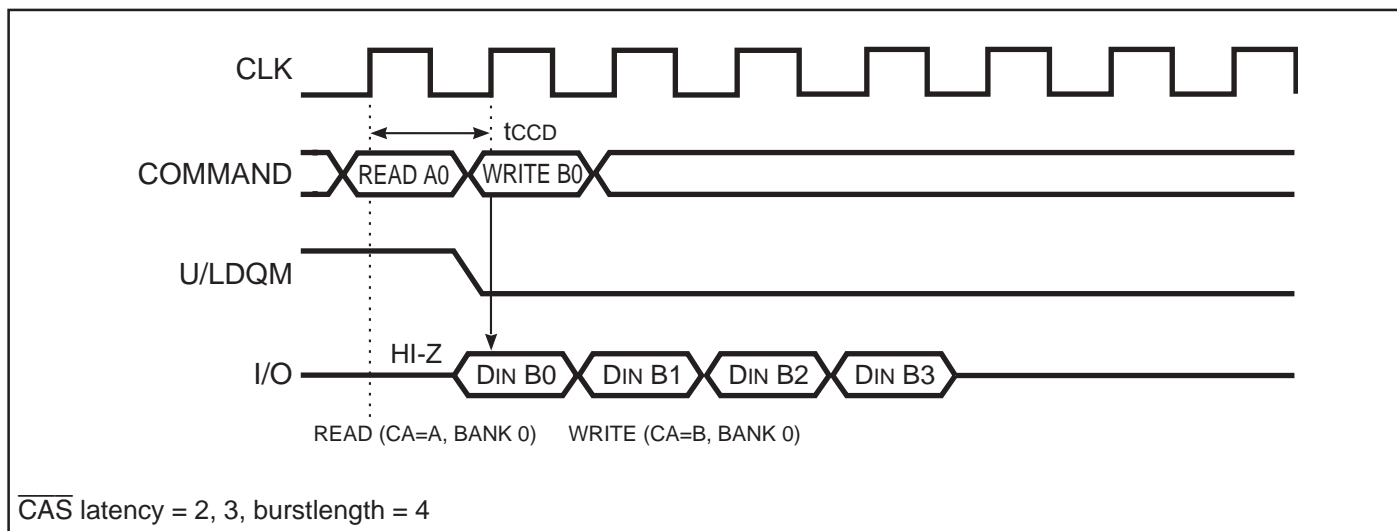 CLK
tCCD
COMMAND READ A0 WRITE B0
U/LDQM
HI-Z
I/O DIN B0 DIN B1 DIN B2 DIN B3
READ (CA=A, BANK 0) WRITE (CA=B, BANK 0)
CAS latency = 2, 3, burstlength = 4